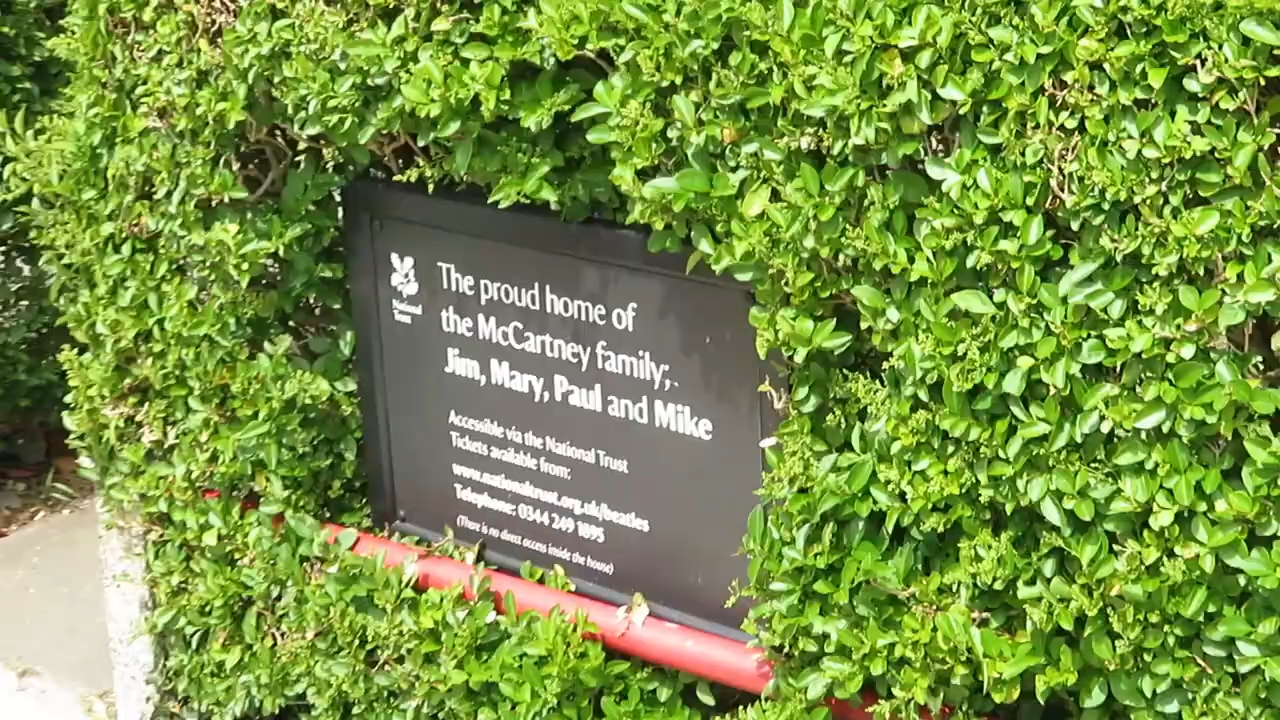 National
Trust
The proud home of
the McCartney family;
Jim, Mary, Paul and Mike
Accessible via the National Trust
Tickets available from:
www.nationaltrust.org.uk/beatles
Telephone: 0344 249 1895
(There is no direct access inside the house)